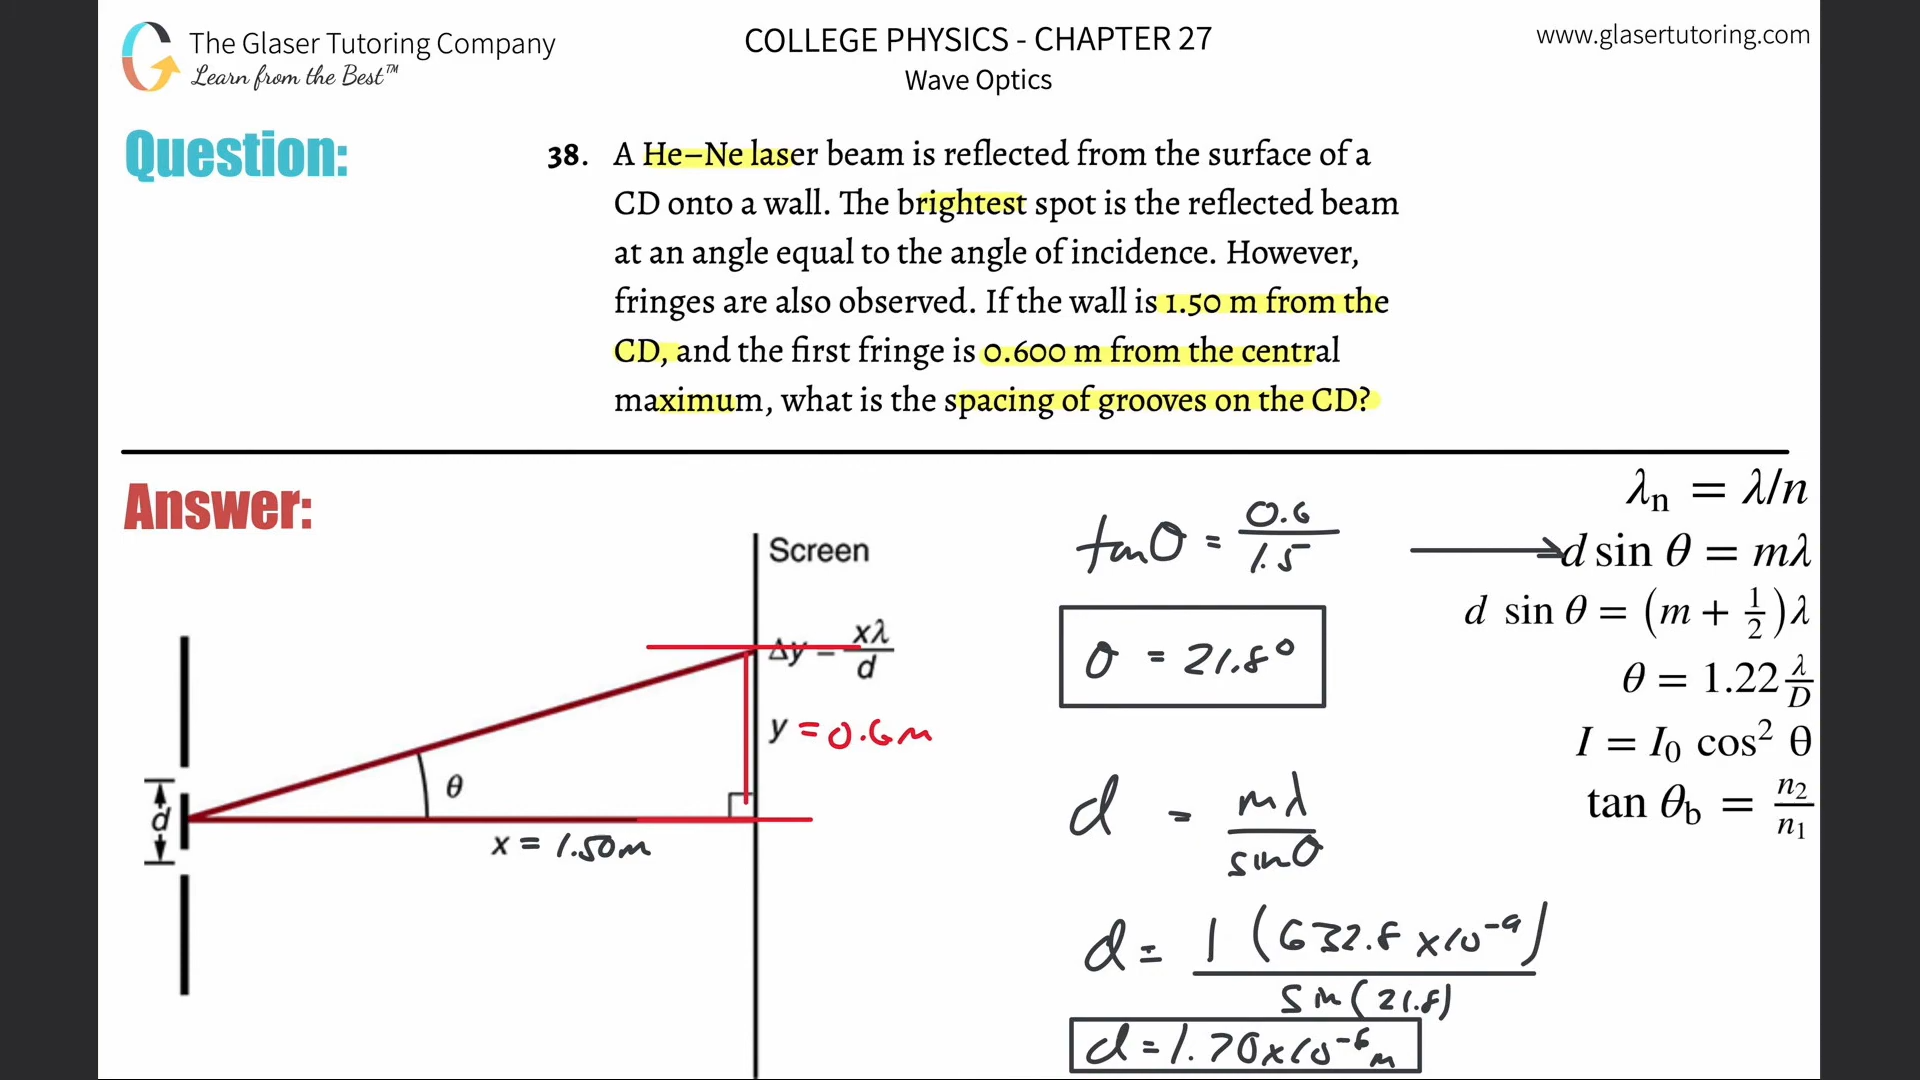 The Glaser Tutoring Company
Learn from the Best™
COLLEGE PHYSICS - CHAPTER 27
Wave Optics
www.glasertutoring.com
Question:
38. A He–Ne laser beam is reflected from the surface of a
CD onto a wall. The brightest spot is the reflected beam
at an angle equal to the angle of incidence. However,
fringes are also observed. If the wall is 1.50 m from the
CD, and the first fringe is 0.600 m from the central
maximum, what is the spacing of grooves on the CD?
Answer:
Screen
Δy = xλ/d
y = 0.6m
θ
d
x = 1.50m
tanθ = 0.6/1.5
θ = 21.8°
d = mλ/sinθ
d = 1(632.8 x10⁻⁹)/sin(21.8)
d = 1.70x10⁻⁶m
λₙ = λ/n
d sin θ = mλ
d sin θ = (m + 1/2)λ
θ = 1.22 λ/D
I = I₀ cos² θ
tan θb = n₂/n₁